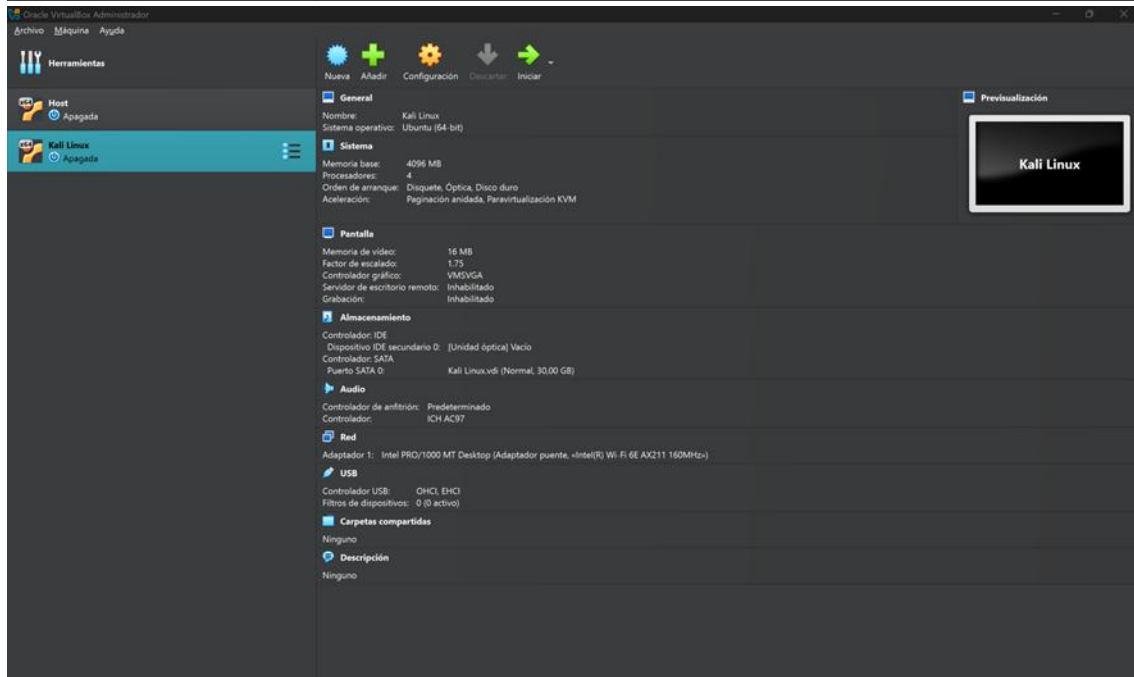 Oracle VirtualBox Administrador
Archivo Máquina Ayuda
Herramientas
Nueva Añadir Configuración Descartar Iniciar
Host
Apagada
Kali Linux
Apagada
General
Nombre: Kali Linux
Sistema operativo: Ubuntu (64-bit)
Sistema
Memoria base: 4096 MB
Procesadores: 4
Orden de arranque: Disquete, Óptica, Disco duro
Aceleración: Paginación anidada, Paravirtualización KVM
Previsualización
Kali Linux
Pantalla
Memoria de vídeo: 16 MB
Factor de escalado: 1.75
Controlador gráfico: VMSVGA
Servidor de escritorio remoto: Inhabilitado
Grabación: Inhabilitado
Almacenamiento
Controlador: IDE
Dispositivo IDE secundario 0: [Unidad óptica] Vacío
Controlador: SATA
Puerto SATA 0: Kali Linux.vdi (Normal, 30,00 GB)
Audio
Controlador de anfitrión: Predeterminado
Controlador: ICH AC97
Red
Adaptador 1: Intel PRO/1000 MT Desktop (Adaptador puente, «Intel(R) Wi-Fi 6E AX211 160MHz»)
USB
Controlador USB: OHCI, EHCI
Filtros de dispositivos: 0 (0 activo)
Carpetas compartidas
Ninguno
Descripción
Ninguno